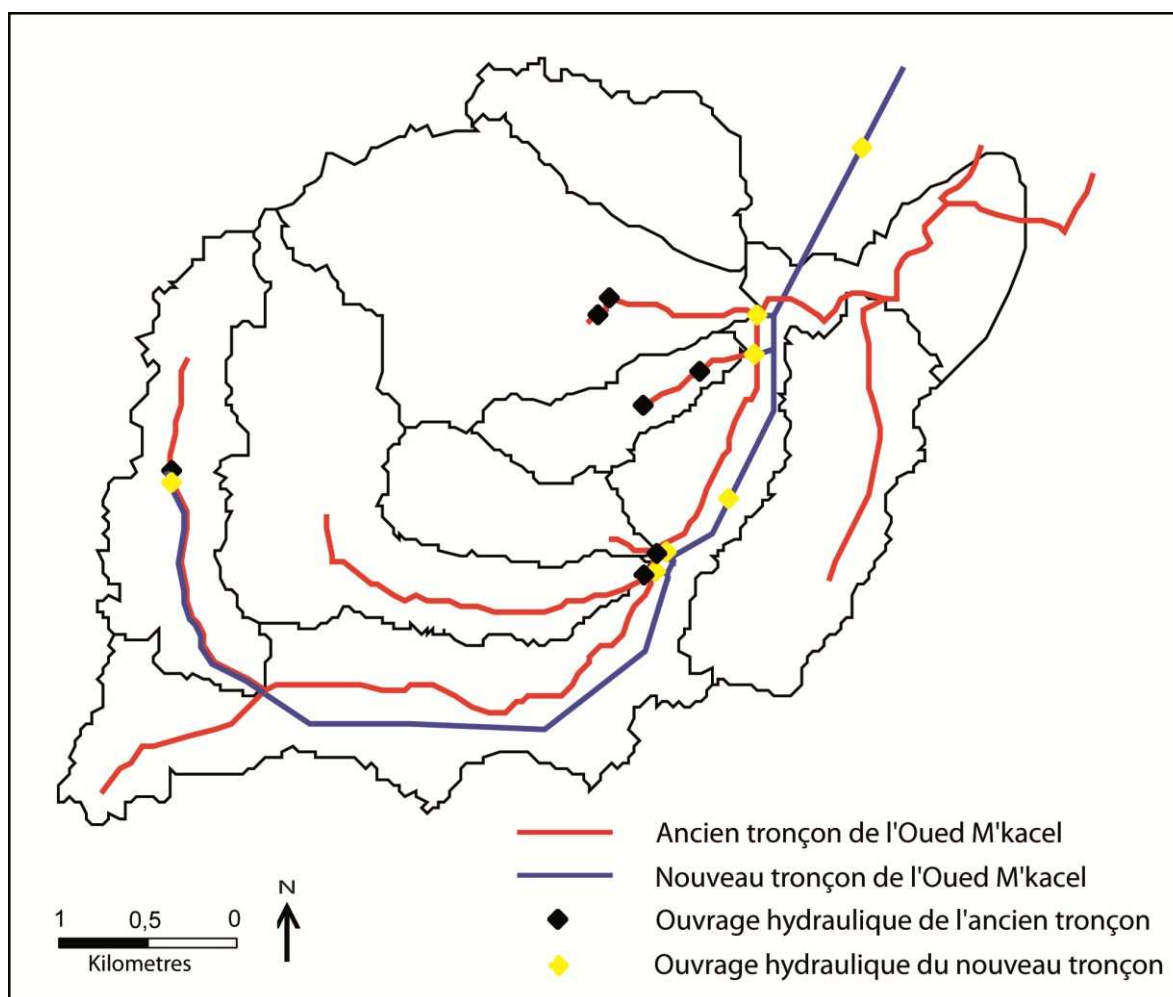 Ancien tronçon de l'Oued M'kacel
Nouveau tronçon de l'Oued M'kacel
Ouvrage hydraulique de l'ancien tronçon
Ouvrage hydraulique du nouveau tronçon
N
1 0,5 0
Kilometres